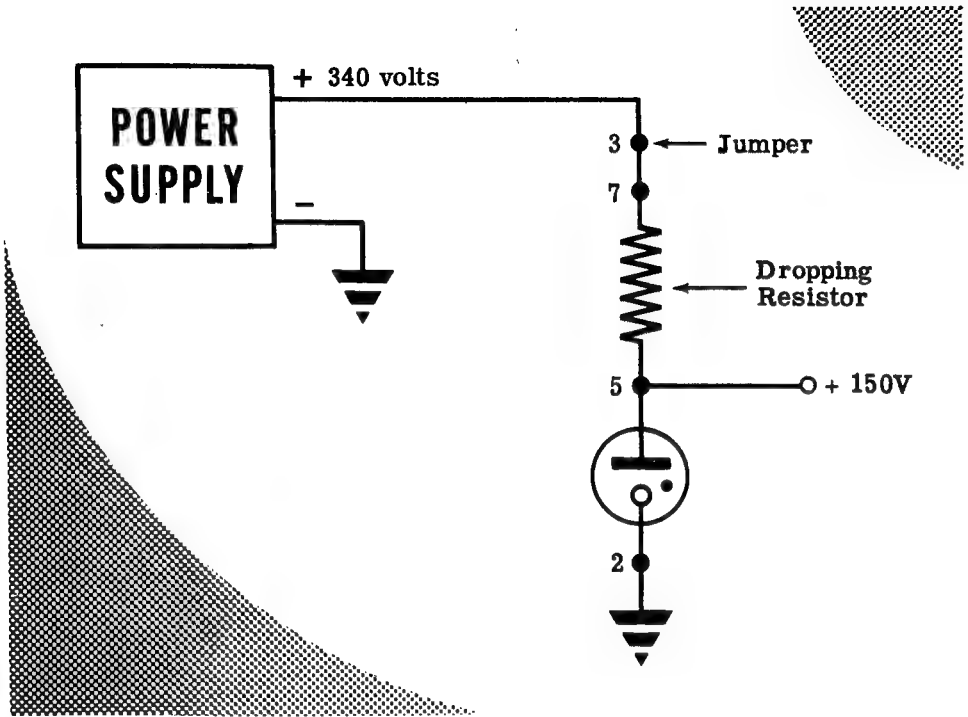 + 340 volts
POWER
SUPPLY
−
3
Jumper
7
Dropping
Resistor
5
+ 150V
2